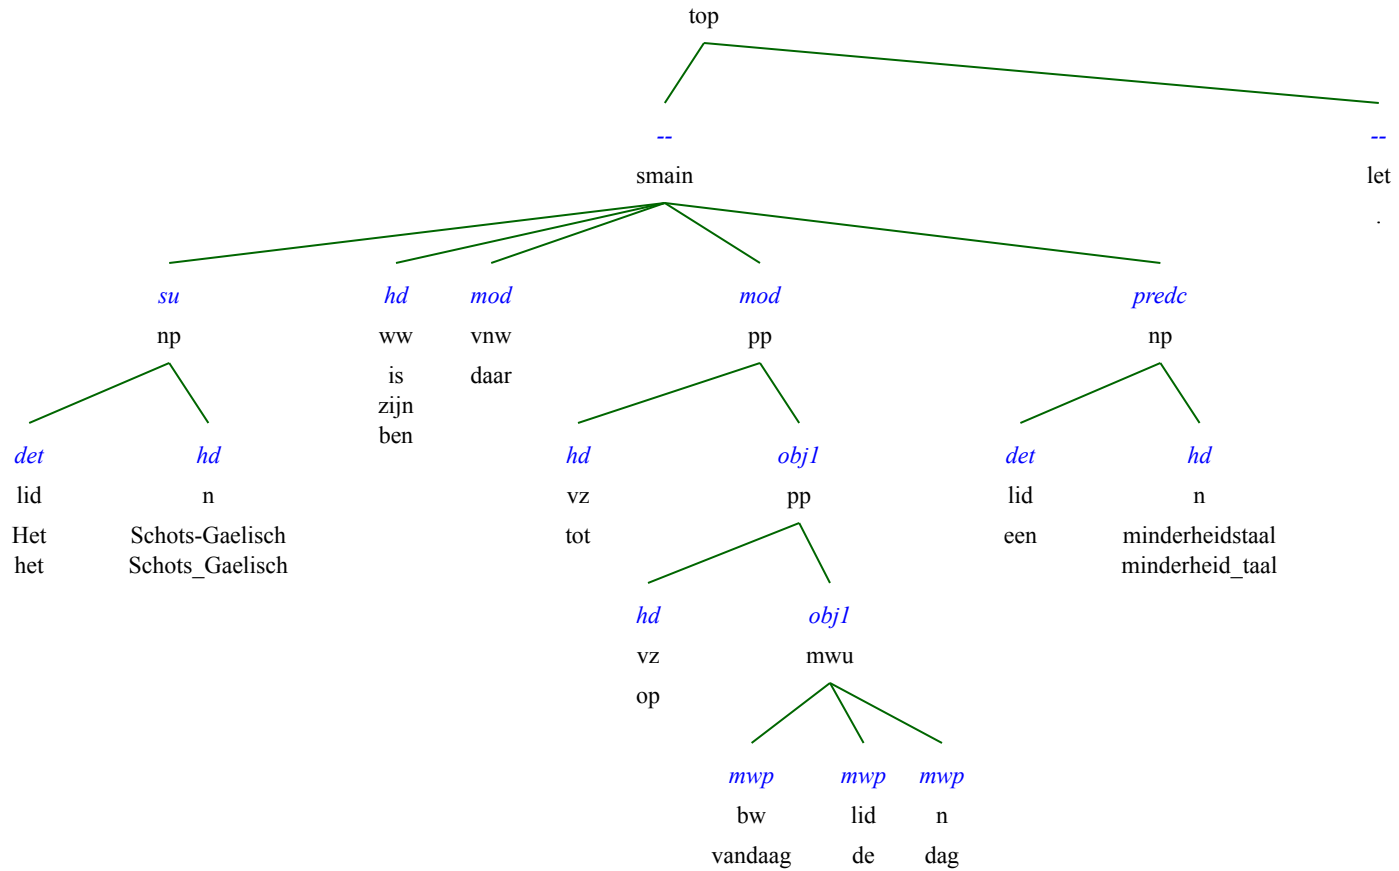 top
-- --
smain let
.
su hd mod mod predc
np ww vnw pp np
is daar
zijn
ben
det hd hd obj1 det hd
lid n vz pp lid n
Het Schots-Gaelisch tot een minderheidstaal
het Schots_Gaelisch minderheid_taal
hd obj1
vz mwu
op
mwp mwp mwp
bw lid n
vandaag de dag